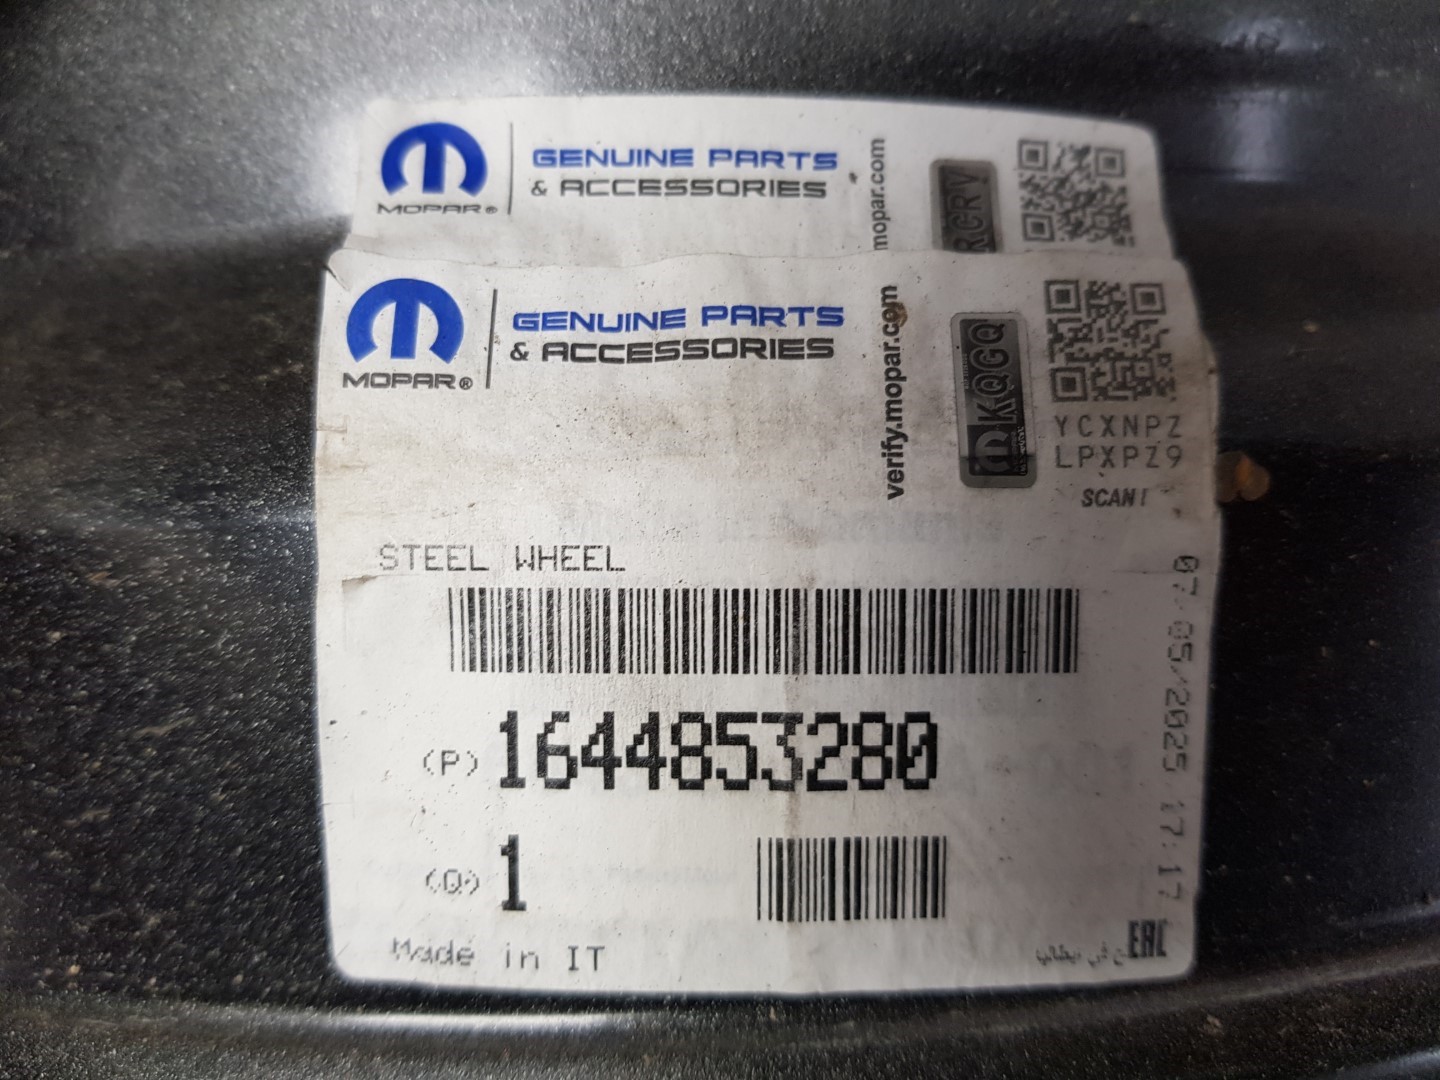 MOPAR®
GENUINE PARTS
& ACCESSORIES
mopar.com
RCRY
MOPAR®
GENUINE PARTS
& ACCESSORIES
verify.mopar.com
KQGQ
YCXNPZ
LPXPZ9
SCAN!
STEEL WHEEL
07/05/2025 17:17
(P) 1644853280
(Q) 1
Made in IT
EAC